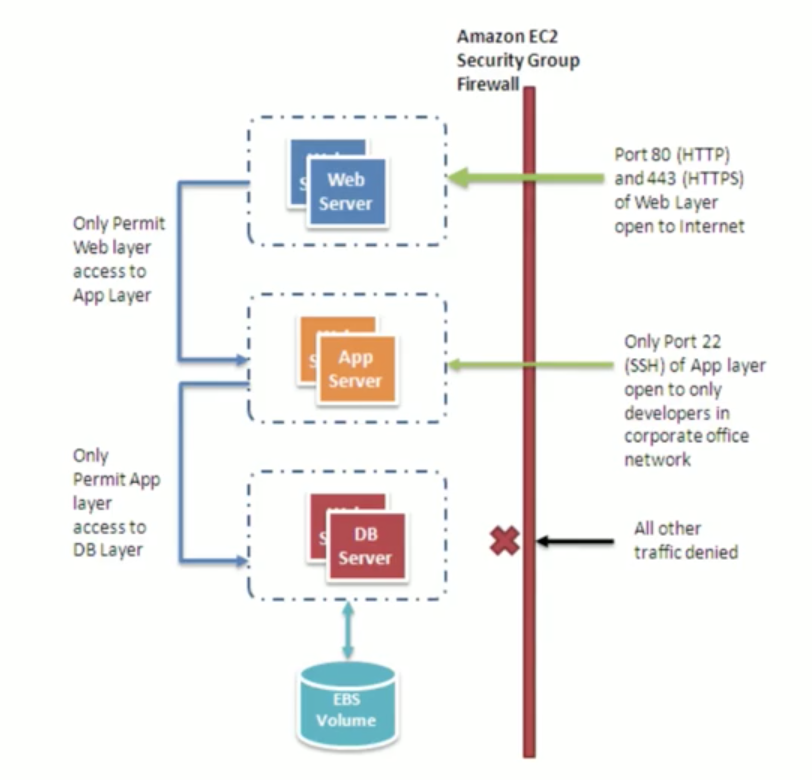 Amazon EC2
Security Group
Firewall
Web
Server
Port 80 (HTTP)
and 443 (HTTPS)
of Web Layer
open to Internet
Only Permit
Web layer
access to
App Layer
App
Server
Only Port 22
(SSH) of App layer
open to only
developers in
corporate office
network
Only
Permit App
layer
access to
DB Layer
DB
Server
All other
traffic denied
EBS
Volume